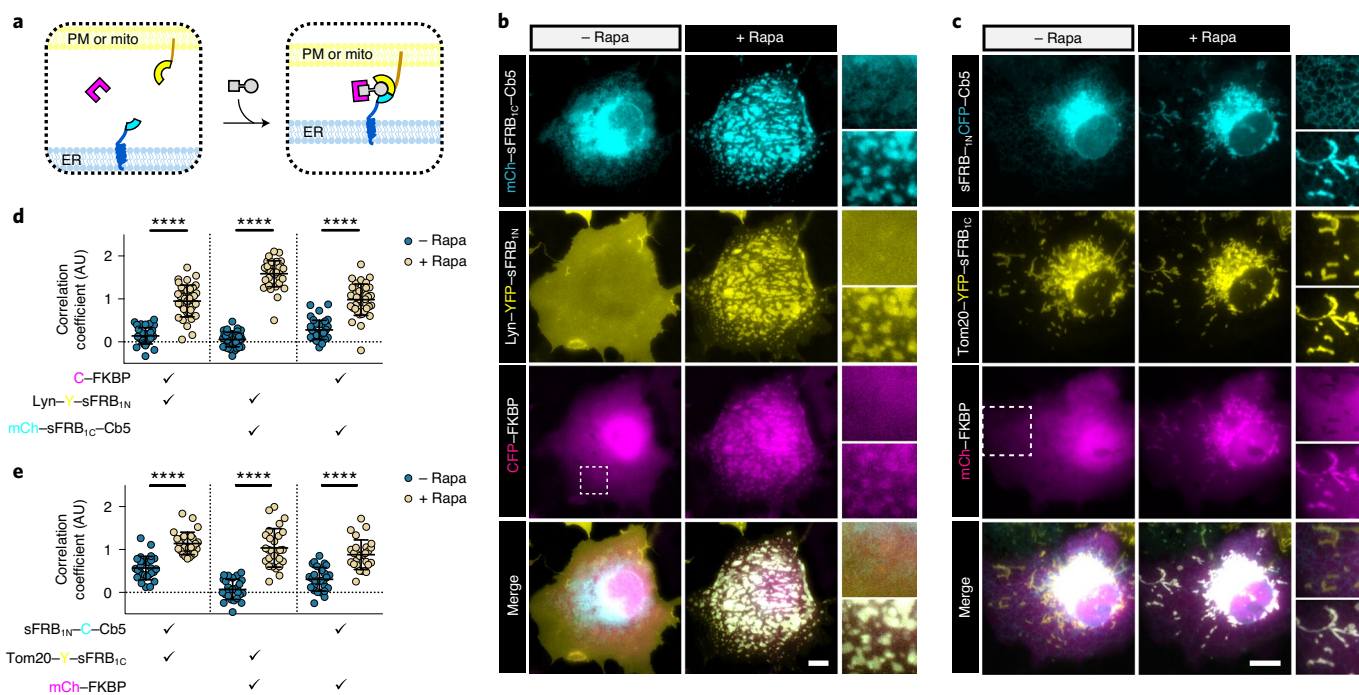 a
PM or mito
ER
PM or mito
ER
b
– Rapa
+ Rapa
mCh–sFRB1C–Cb5
Lyn–YFP–sFRB1N
CFP–FKBP
Merge
c
– Rapa
+ Rapa
sFRB–1NCFP–Cb5
Tom20–YFP–sFRB1C
mCh–FKBP
Merge
d
****
****
****
– Rapa
+ Rapa
Correlation
coefficient (AU)
2
1
0
C–FKBP ✓ ✓
Lyn–Y–sFRB1N ✓ ✓
mCh–sFRB1C–Cb5 ✓ ✓
e
****
****
****
– Rapa
+ Rapa
Correlation
coefficient (AU)
2
1
0
sFRB1N–C–Cb5 ✓ ✓
Tom20–Y–sFRB1C ✓ ✓
mCh–FKBP ✓ ✓